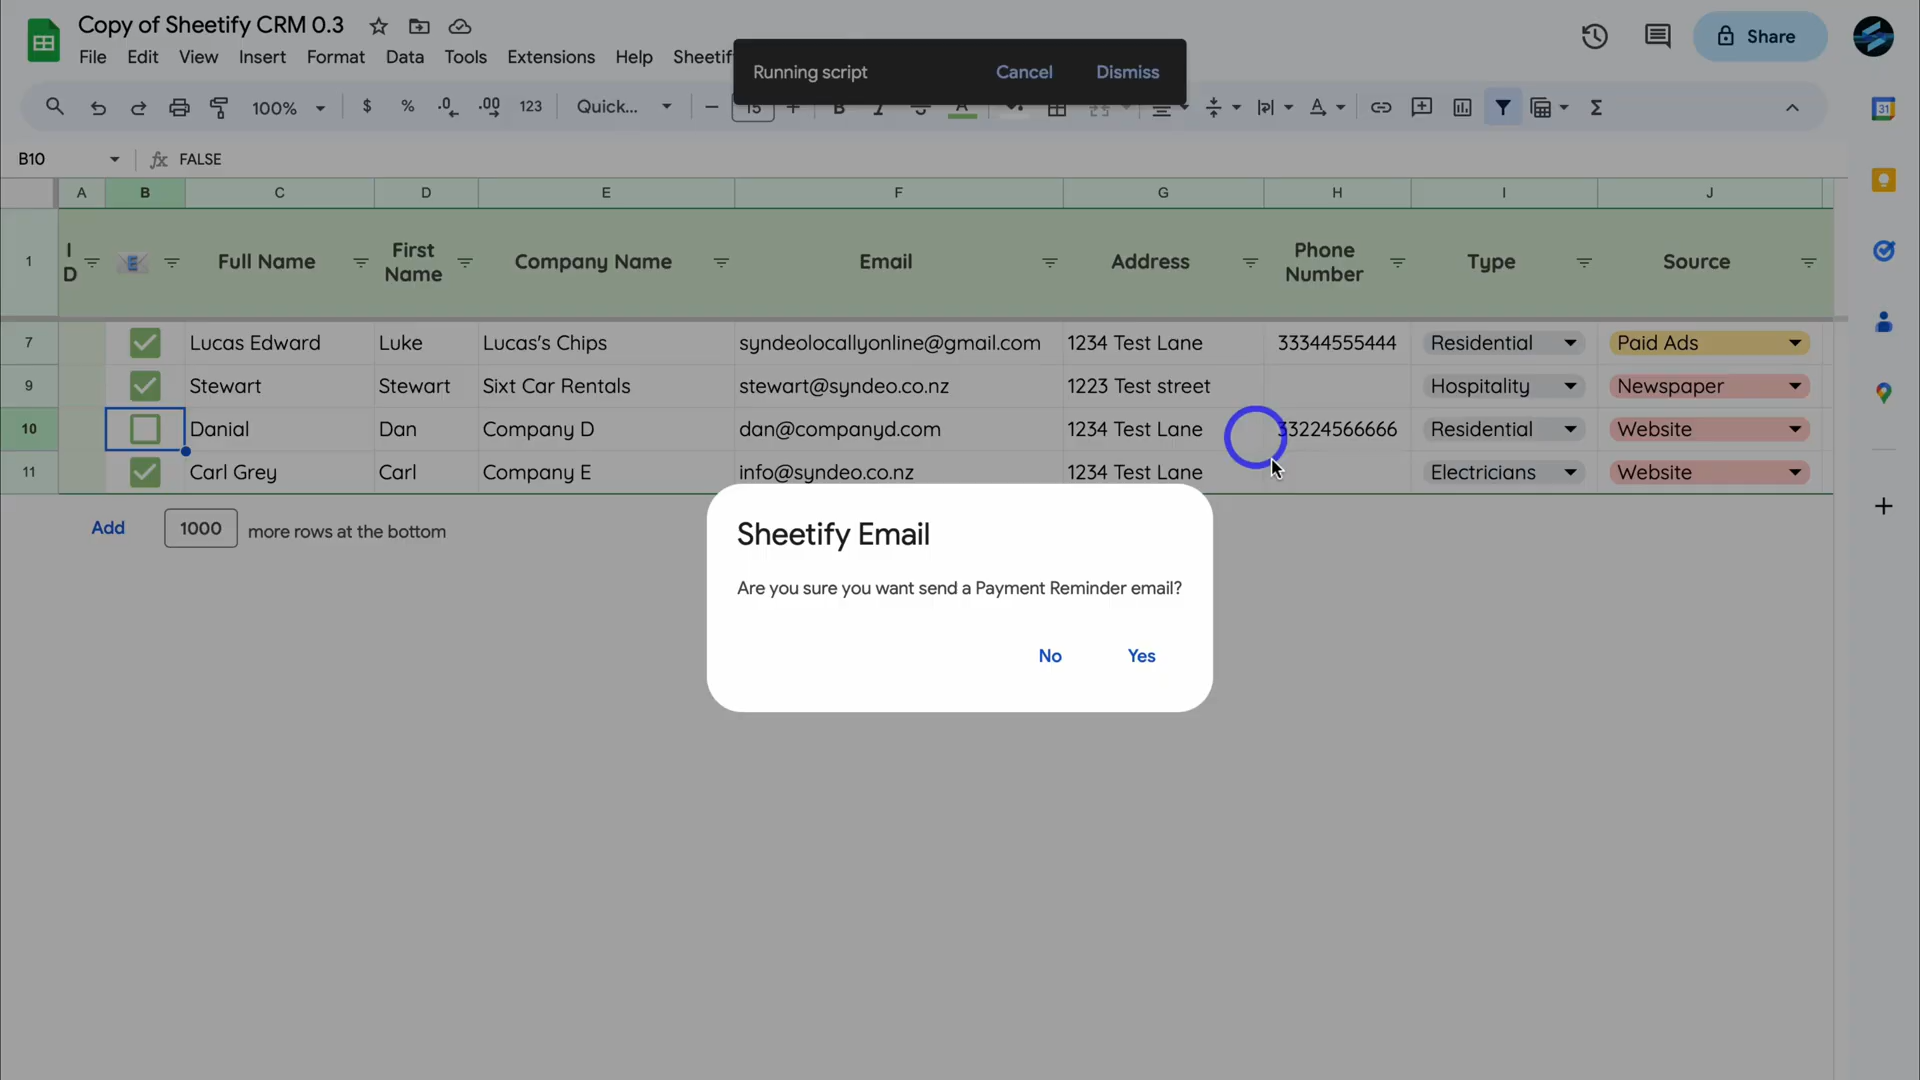 Copy of Sheetify CRM 0.3
File Edit View Insert Format Data Tools Extensions Help
Running script Cancel Dismiss
Share
100% $ % .0 .00 123 Quick... 15 B I A Σ
31
B10 fx FALSE
A B C D E F G H I J
1 ID E Full Name First Name Company Name Email Address Phone Number Type Source
7 Lucas Edward Luke Lucas's Chips syndeolocallyonline@gmail.com 1234 Test Lane 33344555444 Residential Paid Ads
9 Stewart Stewart Sixt Car Rentals stewart@syndeo.co.nz 1223 Test street Hospitality Newspaper
10 Danial Dan Company D dan@companyd.com 1234 Test Lane 33224566666 Residential Website
11 Carl Grey Carl Company E info@syndeo.co.nz 1234 Test Lane Electricians Website
Add 1000 more rows at the bottom
Sheetify Email
Are you sure you want send a Payment Reminder email?
No Yes